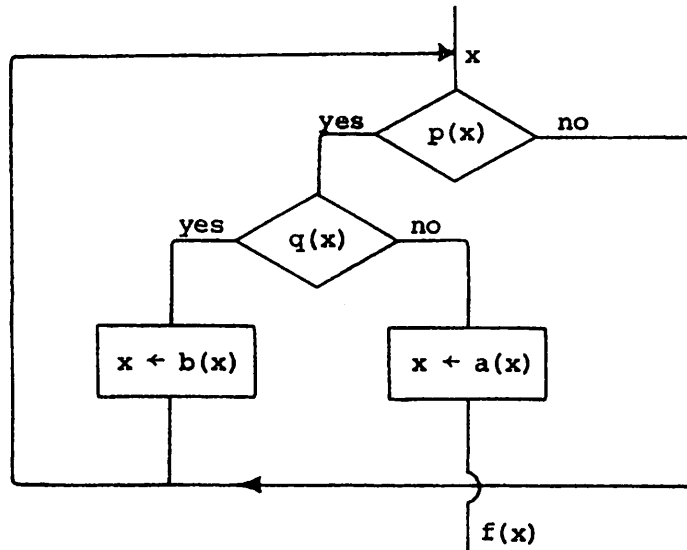 x
p(x)
yes
no
q(x)
yes
no
x ← b(x)
x ← a(x)
f(x)